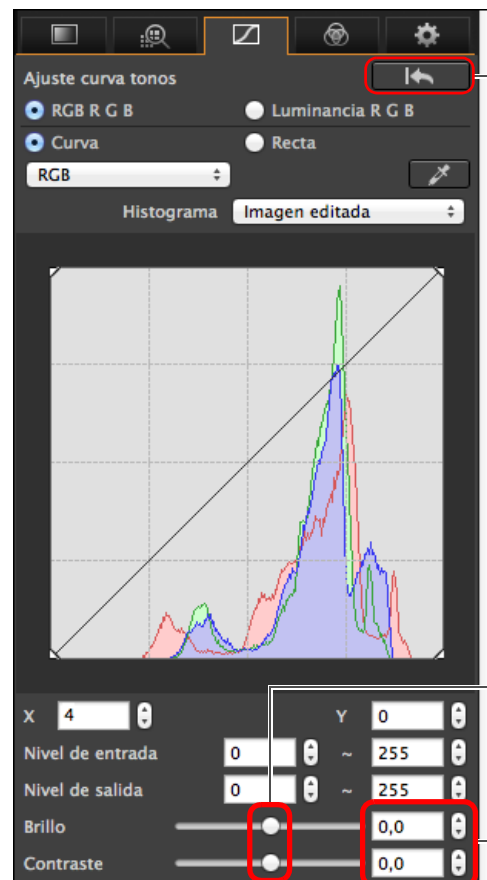 Ajuste curva tonos
RGB R G B Luminancia R G B
Curva Recta
RGB
Histograma Imagen editada
X 4 Y 0
Nivel de entrada 0 ~ 255
Nivel de salida 0 ~ 255
Brillo 0,0
Contraste 0,0